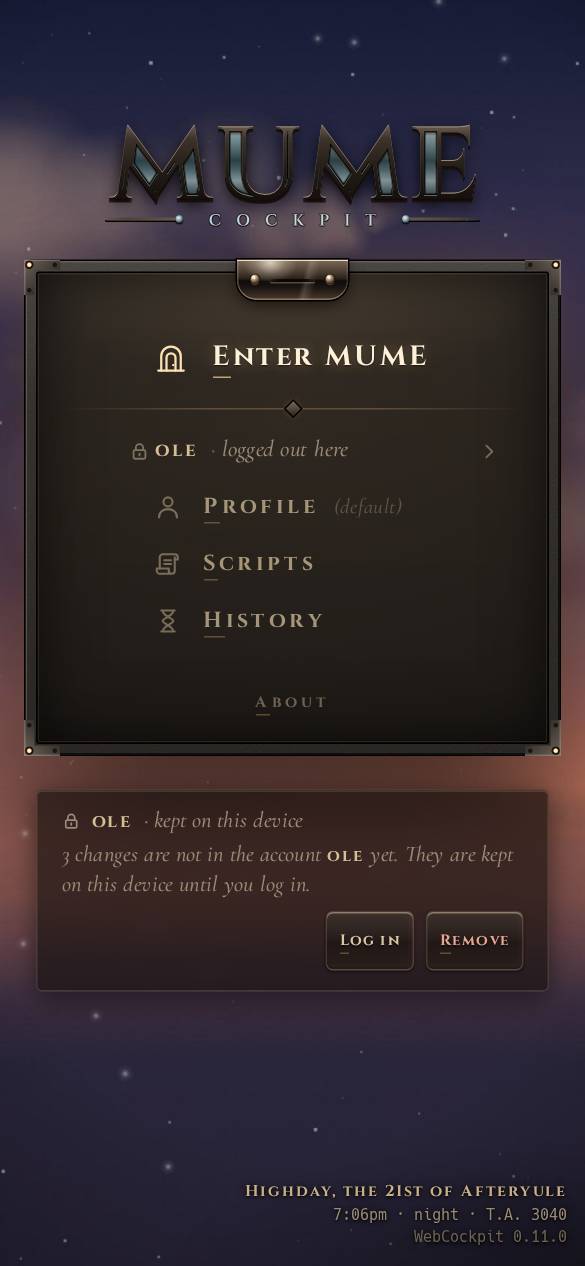 MUME
COCKPIT
ENTER MUME
OLE · logged out here
PROFILE (default)
SCRIPTS
HISTORY
ABOUT
OLE · kept on this device
3 changes are not in the account OLE yet. They are kept
on this device until you log in.
LOG IN REMOVE
HIGHDAY, THE 21ST OF AFTERYULE
7:06pm · night · T.A. 3040
WebCockpit 0.11.0